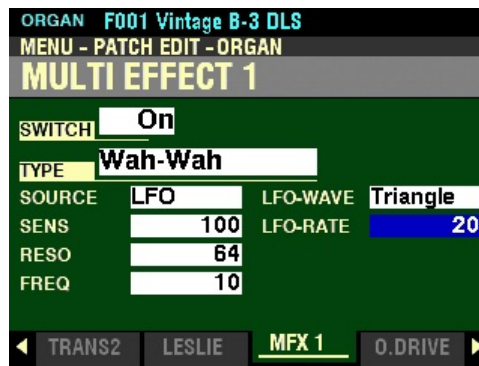 ORGAN F001 Vintage B-3 DLS
MENU - PATCH EDIT - ORGAN
MULTI EFFECT 1
SWITCH On
TYPE Wah-Wah
SOURCE LFO LFO-WAVE Triangle
SENS 100 LFO-RATE 20
RESO 64
FREQ 10
TRANS2 LESLIE MFX 1 O.DRIVE